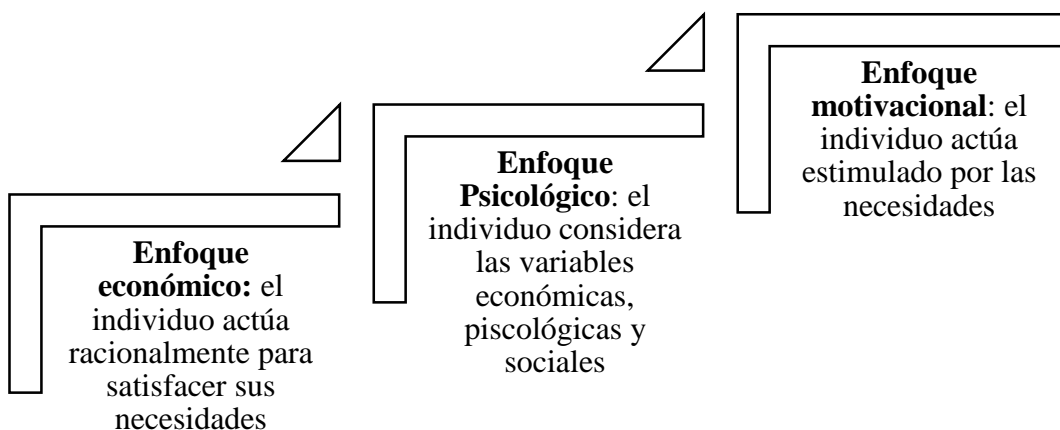 Enfoque
económico: el
individuo actúa
racionalmente para
satisfacer sus
necesidades
Enfoque
Psicológico: el
individuo considera
las variables
económicas,
piscológicas y
sociales
Enfoque
motivacional: el
individuo actúa
estimulado por las
necesidades